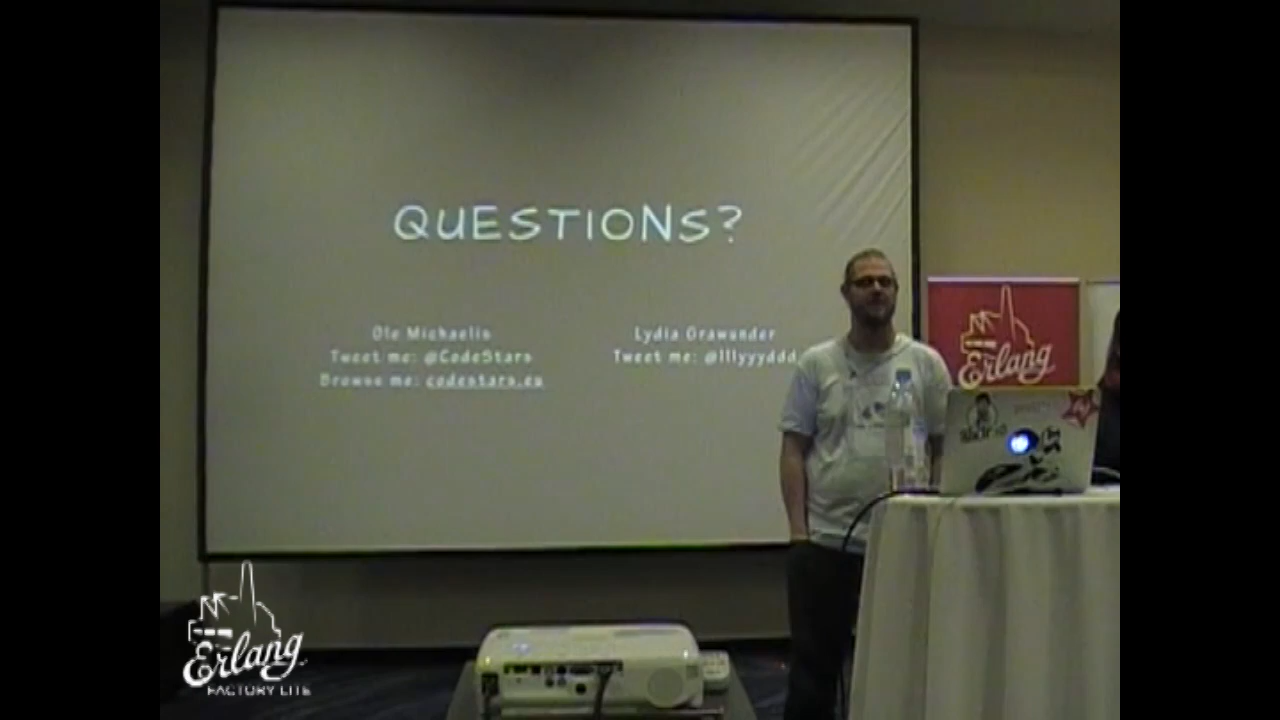 QUESTIONS?
Ole Michaelis
Tweet me: @CodeStars
Browse me: codestars.eu
Lydia Grawunder
Tweet me: @lllyyyddd
Erlang
Erlang
FACTORY LITE